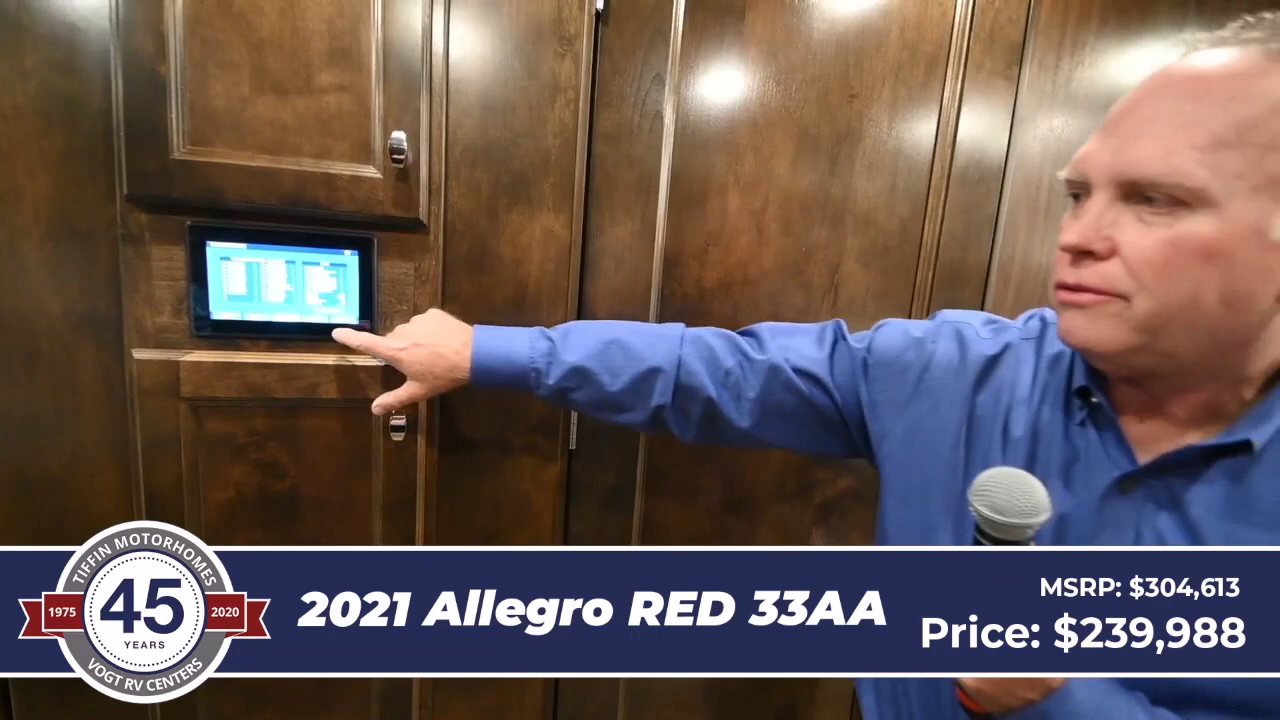 TIFFIN MOTORHOMES
1975
45
2020
YEARS
VOGT RV CENTERS
2021 Allegro RED 33AA
MSRP: $304,613
Price: $239,988